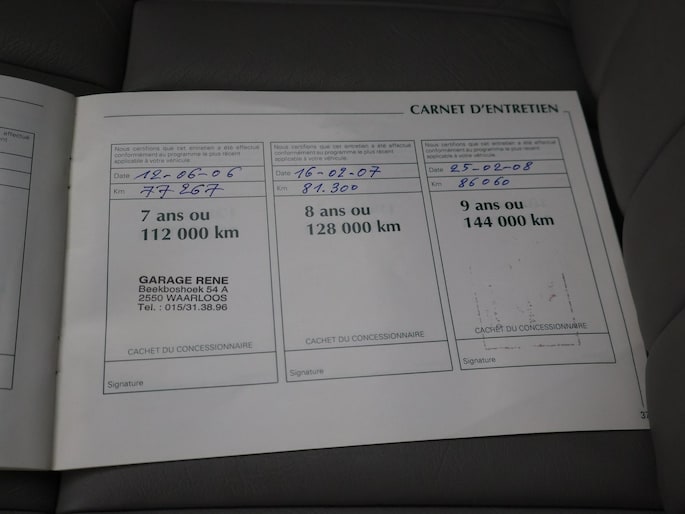 effectué
CARNET D'ENTRETIEN
Nous certifions que cet entretien a été effectué
conformément au programme le plus récent
applicable à votre véhicule.
Date 12-06-06
Km 77 267
7 ans ou
112 000 km
GARAGE RENE
Beekboshoek 54 A
2550 WAARLOOS
Tel. : 015/31.38.96
CACHET DU CONCESSIONNAIRE
Signature
Nous certifions que cet entretien a été effectué
conformément au programme le plus récent
applicable à votre véhicule.
Date 16-02-07
Km 81.300
8 ans ou
128 000 km
CACHET DU CONCESSIONNAIRE
Signature
Nous certifions que cet entretien a été effectué
conformément au programme le plus récent
applicable à votre véhicule.
Date 25-02-08
Km 86060
9 ans ou
144 000 km
CACHET DU CONCESSIONNAIRE
Signature